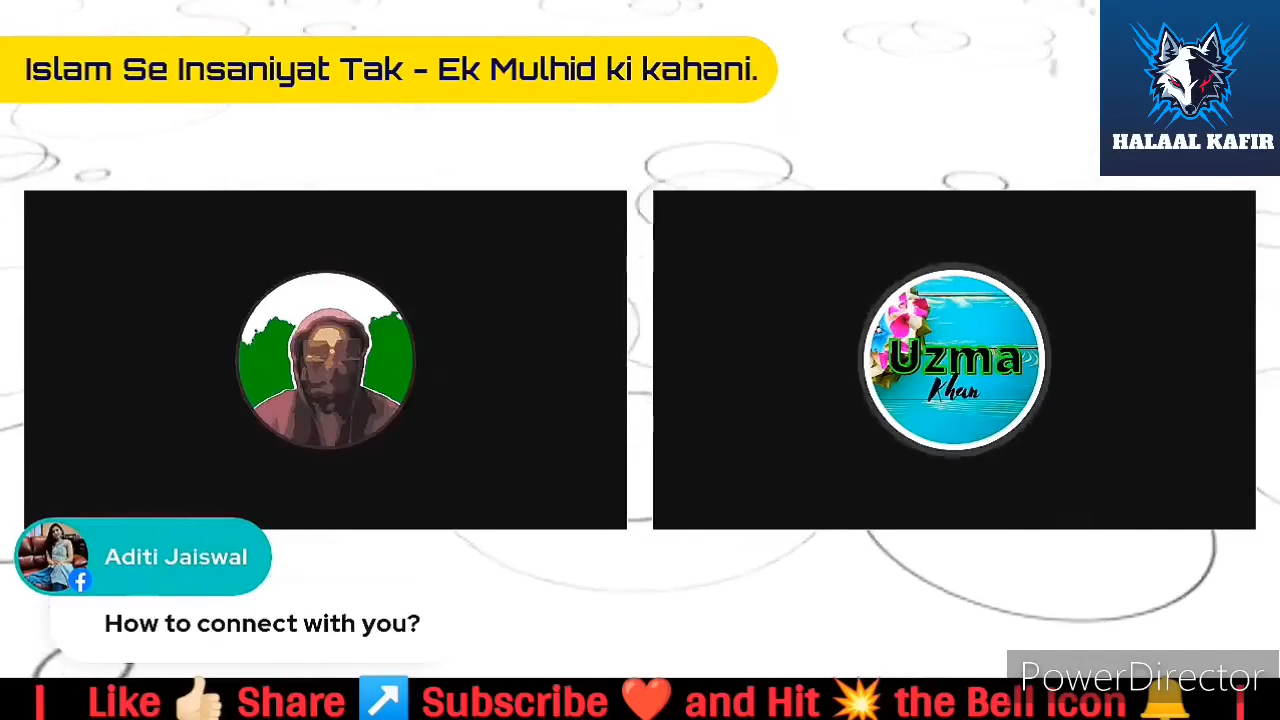 Islam Se Insaniyat Tak - Ek Mulhid ki kahani.
HALAAL KAFIR
Uzma
Khan
Aditi Jaiswal
How to connect with you?
PowerDirector
| Like 👍🏻 Share ↗️ Subscribe ❤️ and Hit 💥 the Bell Icon 🔔 |